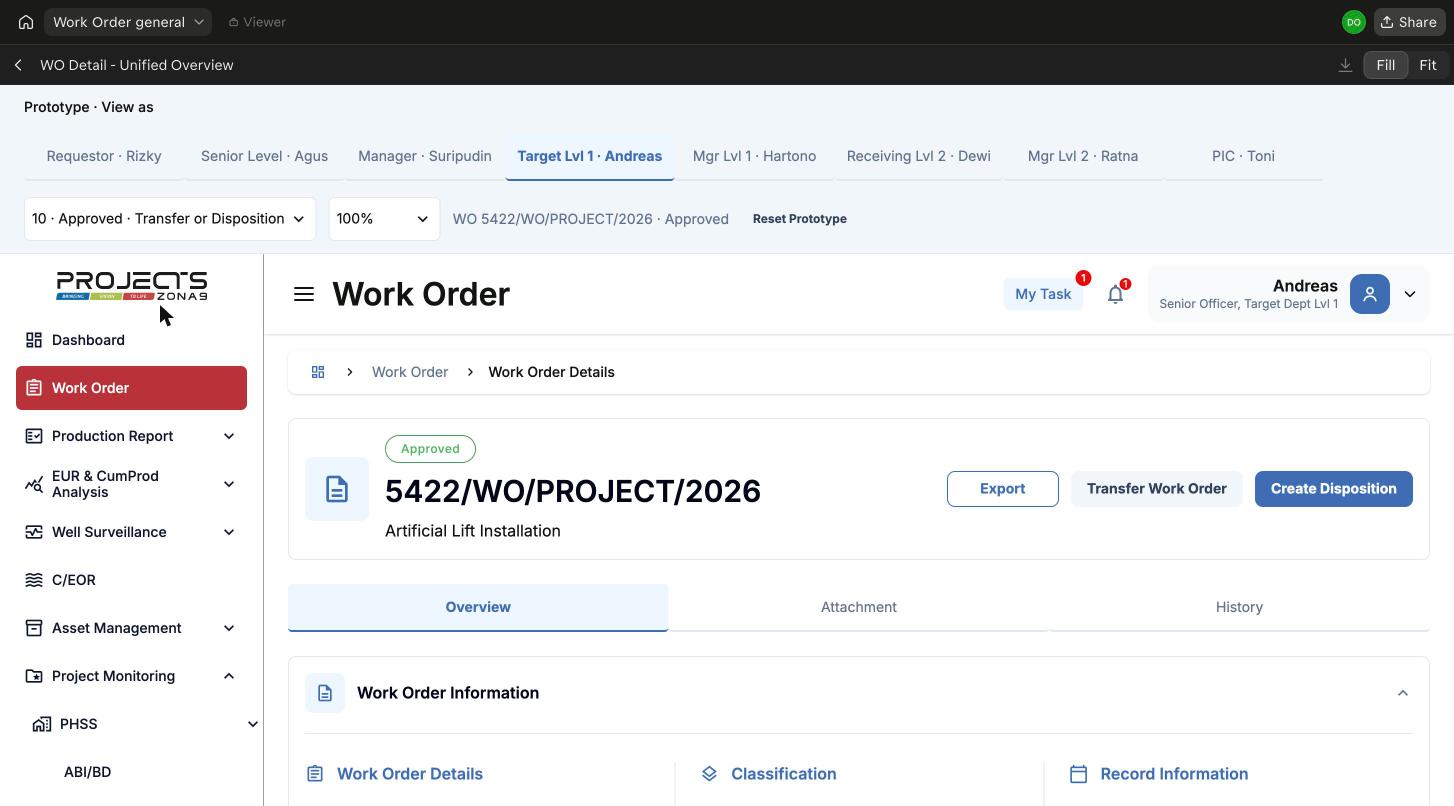 Work Order general
Viewer
DO
Share
WO Detail - Unified Overview
Fill
Fit
Prototype · View as
Requestor · Rizky
Senior Level · Agus
Manager · Suripudin
Target Lvl 1 · Andreas
Mgr Lvl 1 · Hartono
Receiving Lvl 2 · Dewi
Mgr Lvl 2 · Ratna
PIC · Toni
10 · Approved · Transfer or Disposition
100%
WO 5422/WO/PROJECT/2026 · Approved
Reset Prototype
PROJECTS
BRINGING VISION TO LIFE ZONA9
Dashboard
Work Order
Production Report
EUR & CumProd
Analysis
Well Surveillance
C/EOR
Asset Management
Project Monitoring
PHSS
ABI/BD
Work Order
My Task
1
1
Andreas
Senior Officer, Target Dept Lvl 1
Work Order
Work Order Details
Approved
5422/WO/PROJECT/2026
Artificial Lift Installation
Export
Transfer Work Order
Create Disposition
Overview
Attachment
History
Work Order Information
Work Order Details
Classification
Record Information